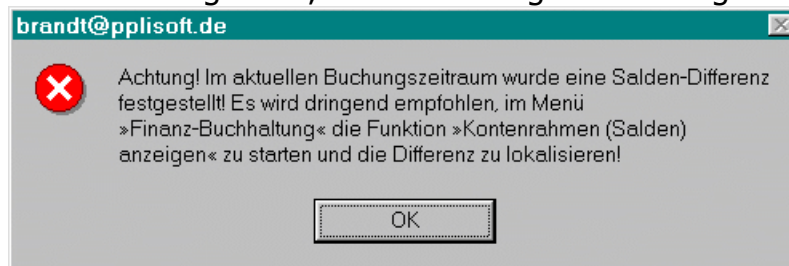 brandt@pplisoft.de
Achtung! Im aktuellen Buchungszeitraum wurde eine Salden-Differenz
festgestellt! Es wird dringend empfohlen, im Menü
»Finanz-Buchhaltung« die Funktion »Kontenrahmen (Salden)
anzeigen« zu starten und die Differenz zu lokalisieren!
OK